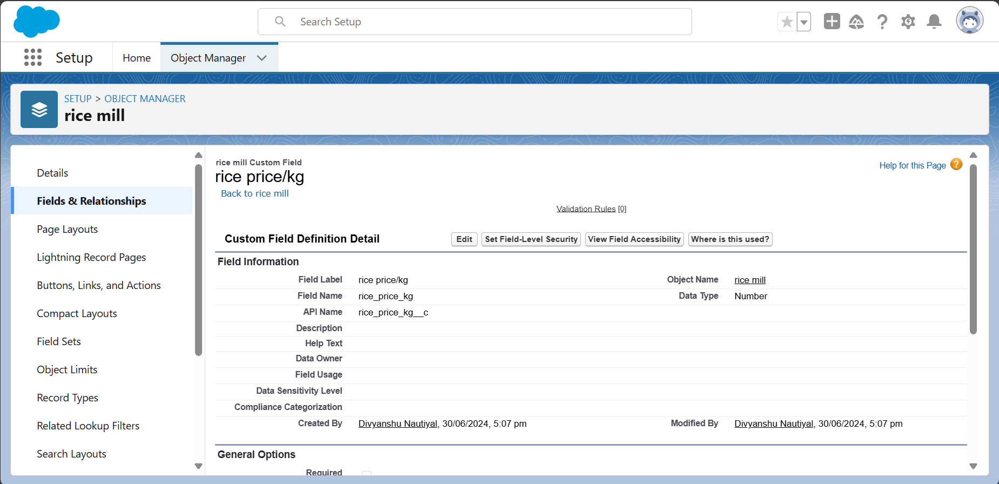 Search Setup
Setup
Home
Object Manager
SETUP > OBJECT MANAGER
rice mill
Details
Fields & Relationships
Page Layouts
Lightning Record Pages
Buttons, Links, and Actions
Compact Layouts
Field Sets
Object Limits
Record Types
Related Lookup Filters
Search Layouts
rice mill Custom Field
rice price/kg
Back to rice mill
Help for this Page ?
Validation Rules [0]
Custom Field Definition Detail Edit Set Field-Level Security View Field Accessibility Where is this used?
Field Information
Field Label rice price/kg Object Name rice mill
Field Name rice_price_kg Data Type Number
API Name rice_price_kg__c
Description
Help Text
Data Owner
Field Usage
Data Sensitivity Level
Compliance Categorization
Created By Divyanshu Nautiyal, 30/06/2024, 5:07 pm Modified By Divyanshu Nautiyal, 30/06/2024, 5:07 pm
General Options
Required